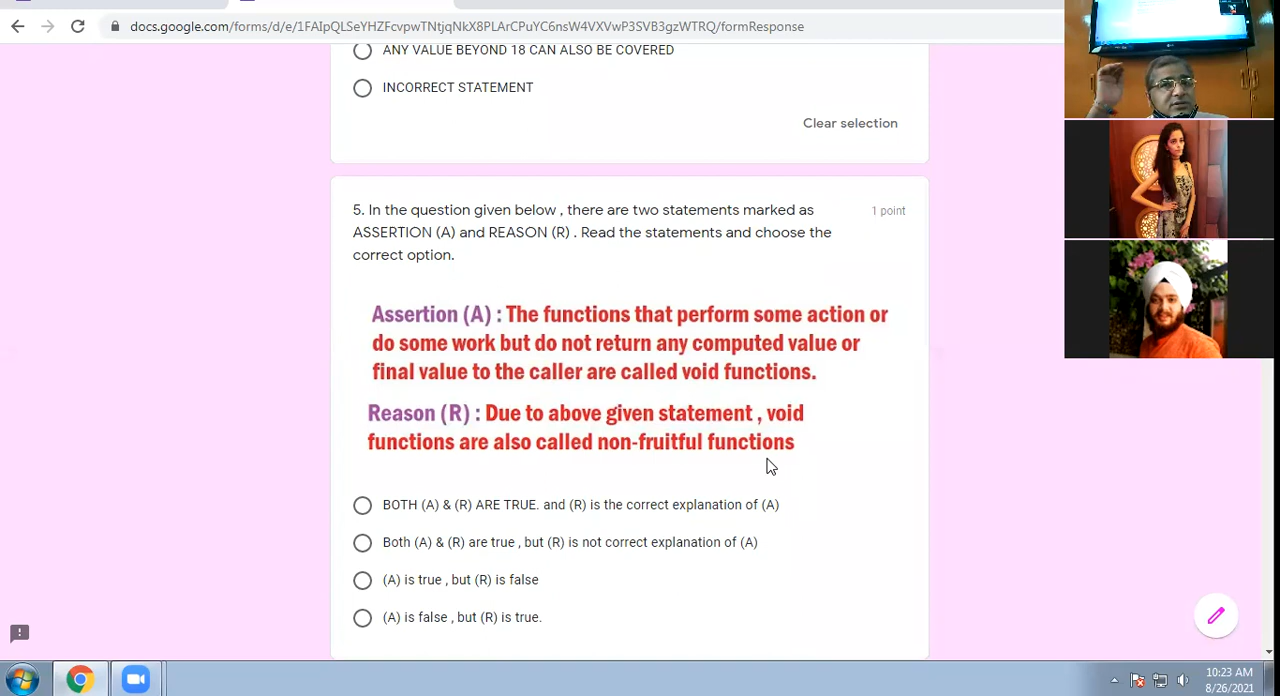 docs.google.com/forms/d/e/1FAIpQLSeYHZFcvpwTNtjqNkX8PLArCPuYC6nsW4VXVwP3SVB3gzWTRQ/formResponse
ANY VALUE BEYOND 18 CAN ALSO BE COVERED
INCORRECT STATEMENT
Clear selection
5. In the question given below , there are two statements marked as
1 point
ASSERTION (A) and REASON (R) . Read the statements and choose the
correct option.
Assertion (A) : The functions that perform some action or
do some work but do not return any computed value or
final value to the caller are called void functions.
Reason (R) : Due to above given statement , void
functions are also called non-fruitful functions
BOTH (A) & (R) ARE TRUE. and (R) is the correct explanation of (A)
Both (A) & (R) are true , but (R) is not correct explanation of (A)
(A) is true , but (R) is false
(A) is false , but (R) is true.
10:23 AM
8/26/2021